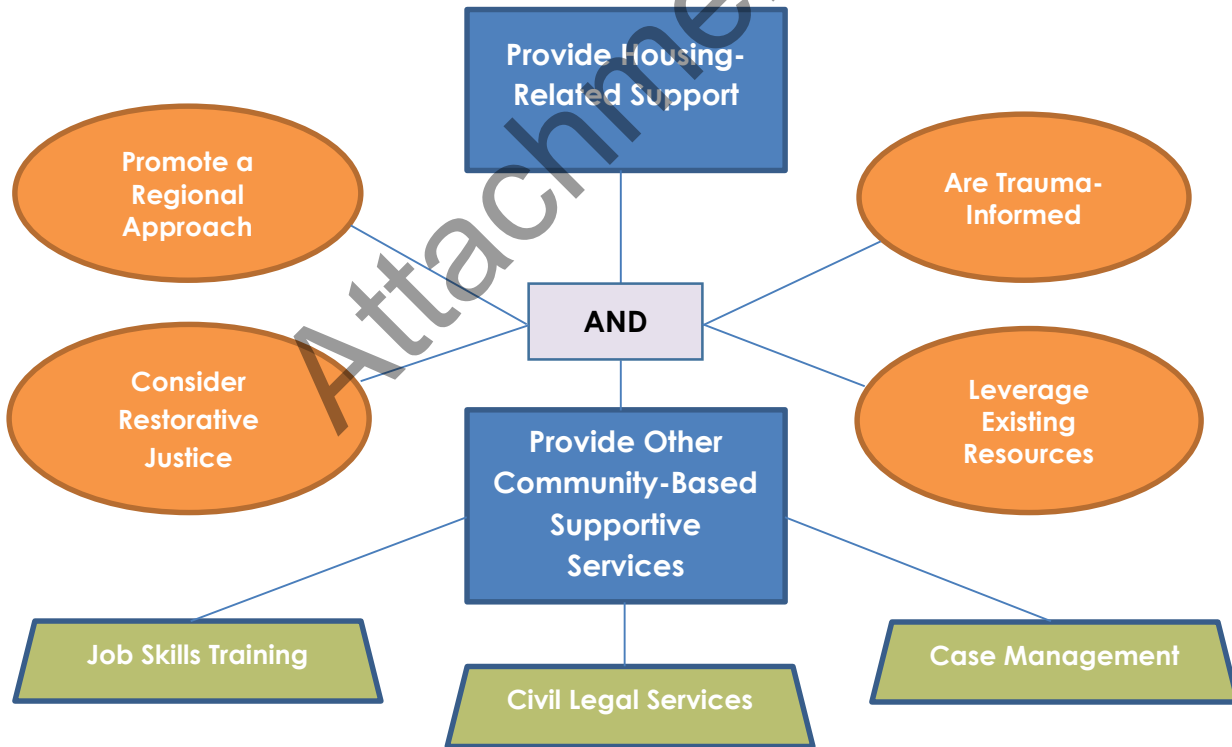 Provide Housing-
Related Support
Promote a
Regional
Approach
Are Trauma-
Informed
AND
Consider
Restorative
Justice
Leverage
Existing
Resources
Provide Other
Community-Based
Supportive
Services
Job Skills Training
Civil Legal Services
Case Management